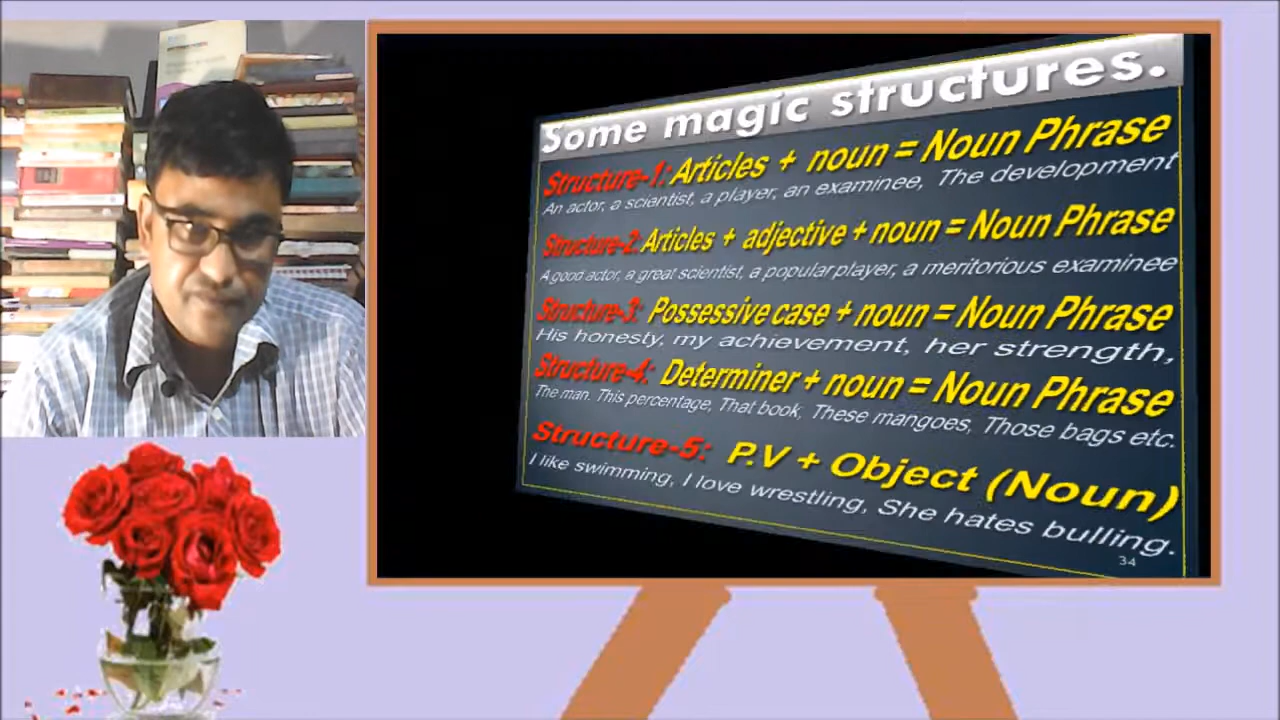 Some magic structures.
Structure-1: Articles + noun = Noun Phrase
An actor, a scientist, a player, an examinee, The development
Structure-2: Articles + adjective + noun = Noun Phrase
A good actor, a great scientist, a popular player, a meritorious examinee
Structure-3: Possessive case + noun = Noun Phrase
His honesty, my achievement, her strength,
Structure-4: Determiner + noun = Noun Phrase
The man. This percentage, That book, These mangoes, Those bags etc.
Structure-5: P.V + Object (Noun)
I like swimming, I love wrestling, She hates bulling.
34